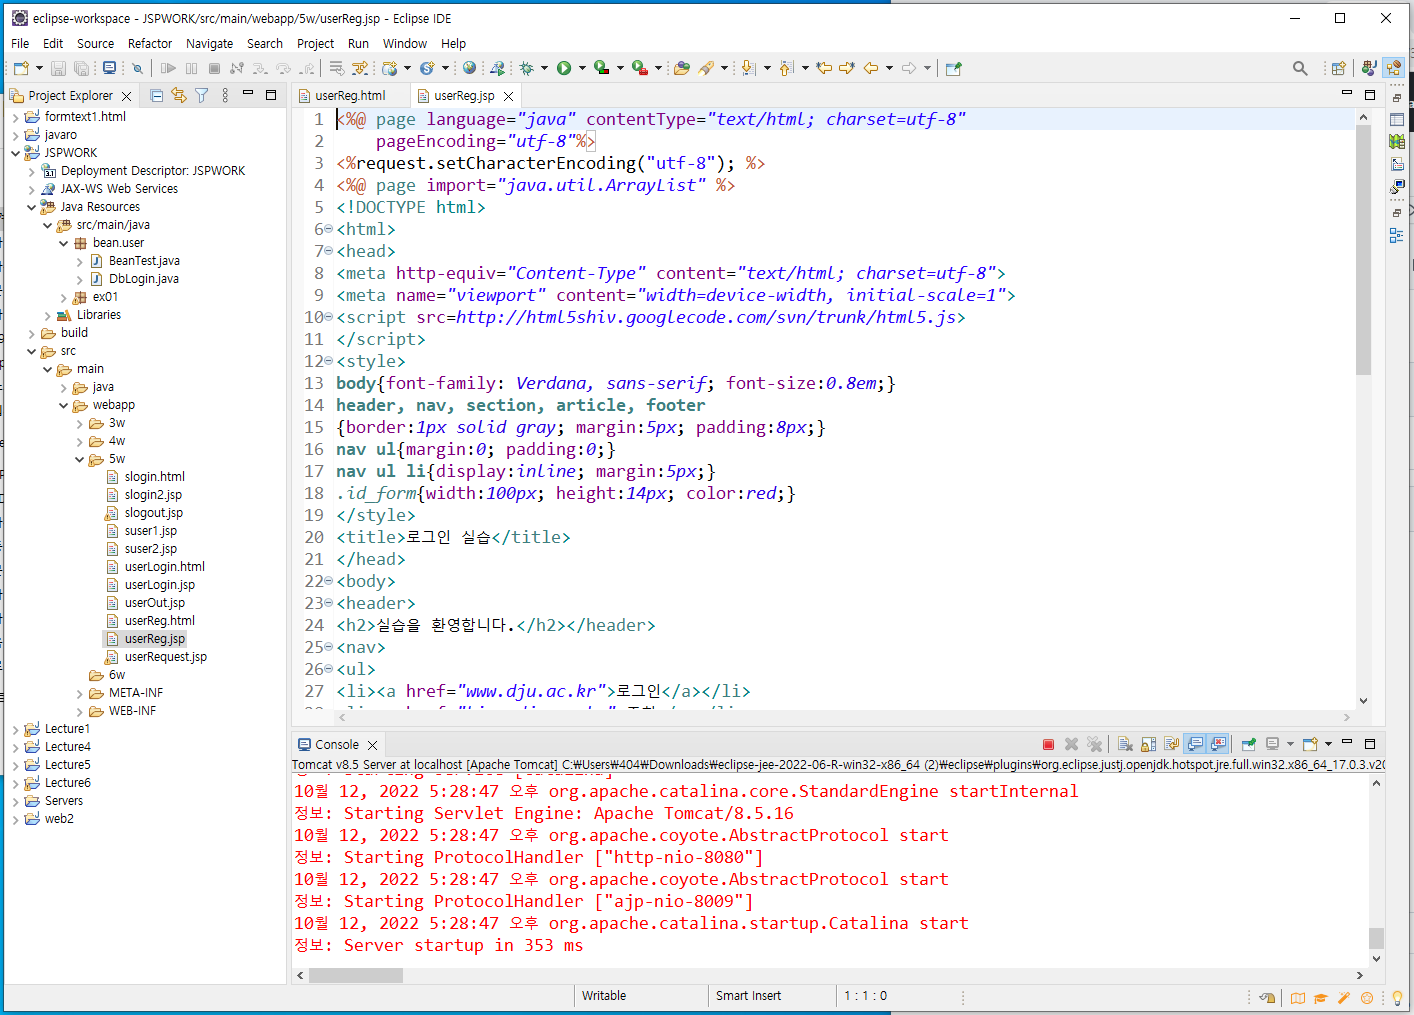 eclipse-workspace - JSPWORK/src/main/webapp/5w/userReg.jsp - Eclipse IDE
File Edit Source Refactor Navigate Search Project Run Window Help
Project Explorer
formtext1.html
javaro
JSPWORK
Deployment Descriptor: JSPWORK
JAX-WS Web Services
Java Resources
src/main/java
bean.user
BeanTest.java
DbLogin.java
ex01
Libraries
build
src
main
java
webapp
3w
4w
5w
slogin.html
slogin2.jsp
slogout.jsp
suser1.jsp
suser2.jsp
userLogin.html
userLogin.jsp
userOut.jsp
userReg.html
userReg.jsp
userRequest.jsp
6w
META-INF
WEB-INF
Lecture1
Lecture4
Lecture5
Lecture6
Servers
web2
userReg.html userReg.jsp
1 <%@ page language="java" contentType="text/html; charset=utf-8"
2 pageEncoding="utf-8"%>
3 <%request.setCharacterEncoding("utf-8"); %>
4 <%@ page import="java.util.ArrayList" %>
5 <!DOCTYPE html>
6 <html>
7 <head>
8 <meta http-equiv="Content-Type" content="text/html; charset=utf-8">
9 <meta name="viewport" content="width=device-width, initial-scale=1">
10 <script src=http://html5shiv.googlecode.com/svn/trunk/html5.js>
11 </script>
12 <style>
13 body{font-family: Verdana, sans-serif; font-size:0.8em;}
14 header, nav, section, article, footer
15 {border:1px solid gray; margin:5px; padding:8px;}
16 nav ul{margin:0; padding:0;}
17 nav ul li{display:inline; margin:5px;}
18 .id_form{width:100px; height:14px; color:red;}
19 </style>
20 <title>로그인 실습</title>
21 </head>
22 <body>
23 <header>
24 <h2>실습을 환영합니다.</h2></header>
25 <nav>
26 <ul>
27 <li><a href="www.dju.ac.kr">로그인</a></li>
Console
Tomcat v8.5 Server at localhost [Apache Tomcat] C:₩Users₩404₩Downloads₩eclipse-jee-2022-06-R-win32-x86_64 (2)₩eclipse₩plugins₩org.eclipse.justj.openjdk.hotspot.jre.full.win32.x86_64_17.0.3.v20
10월 12, 2022 5:28:47 오후 org.apache.catalina.core.StandardEngine startInternal
정보: Starting Servlet Engine: Apache Tomcat/8.5.16
10월 12, 2022 5:28:47 오후 org.apache.coyote.AbstractProtocol start
정보: Starting ProtocolHandler ["http-nio-8080"]
10월 12, 2022 5:28:47 오후 org.apache.coyote.AbstractProtocol start
정보: Starting ProtocolHandler ["ajp-nio-8009"]
10월 12, 2022 5:28:47 오후 org.apache.catalina.startup.Catalina start
정보: Server startup in 353 ms
Writable Smart Insert 1 : 1 : 0